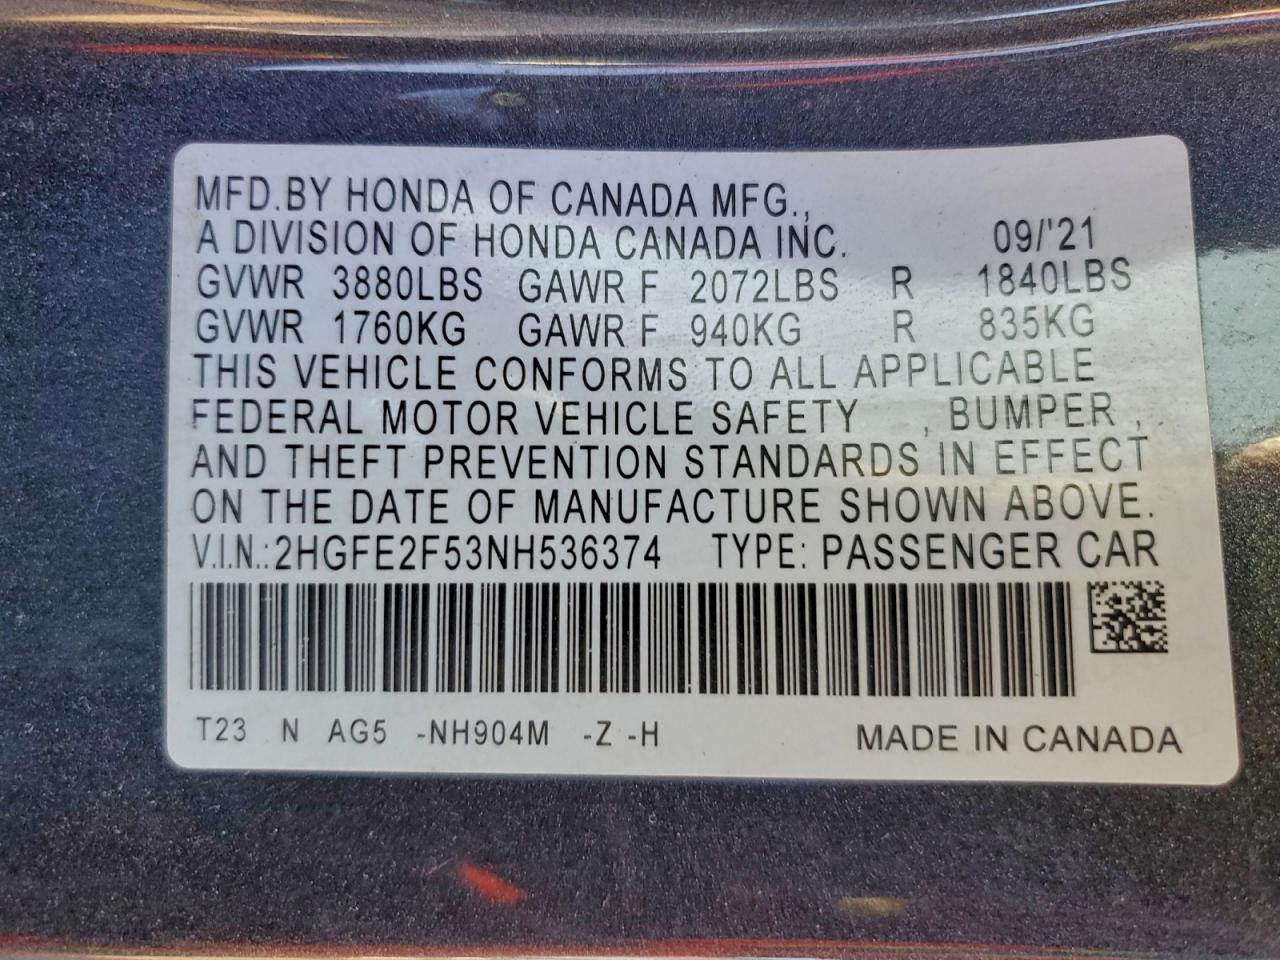 MFD.BY HONDA OF CANADA MFG.,
A DIVISION OF HONDA CANADA INC. 09/'21
GVWR 3880LBS GAWR F 2072LBS R 1840LBS
GVWR 1760KG GAWR F 940KG R 835KG
THIS VEHICLE CONFORMS TO ALL APPLICABLE
FEDERAL MOTOR VEHICLE SAFETY , BUMPER ,
AND THEFT PREVENTION STANDARDS IN EFFECT
ON THE DATE OF MANUFACTURE SHOWN ABOVE.
V.I.N.:2HGFE2F53NH536374 TYPE: PASSENGER CAR
T23 N AG5 -NH904M -Z -H MADE IN CANADA